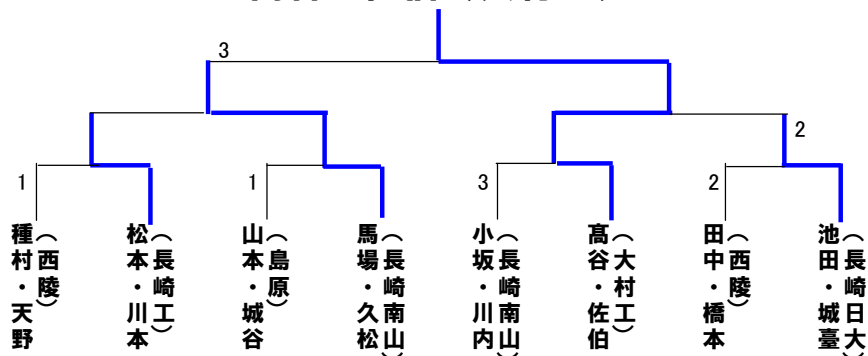 3
2
1
1
3
2
種村・天野
（西陵）
松本・川本
（長崎工）
山本・城谷
（島原）
馬場・久松
（長崎南山）
小坂・川内
（長崎南山）
髙谷・佐伯
（大村工）
田中・橋本
（西陵）
池田・城臺
（長崎日大）